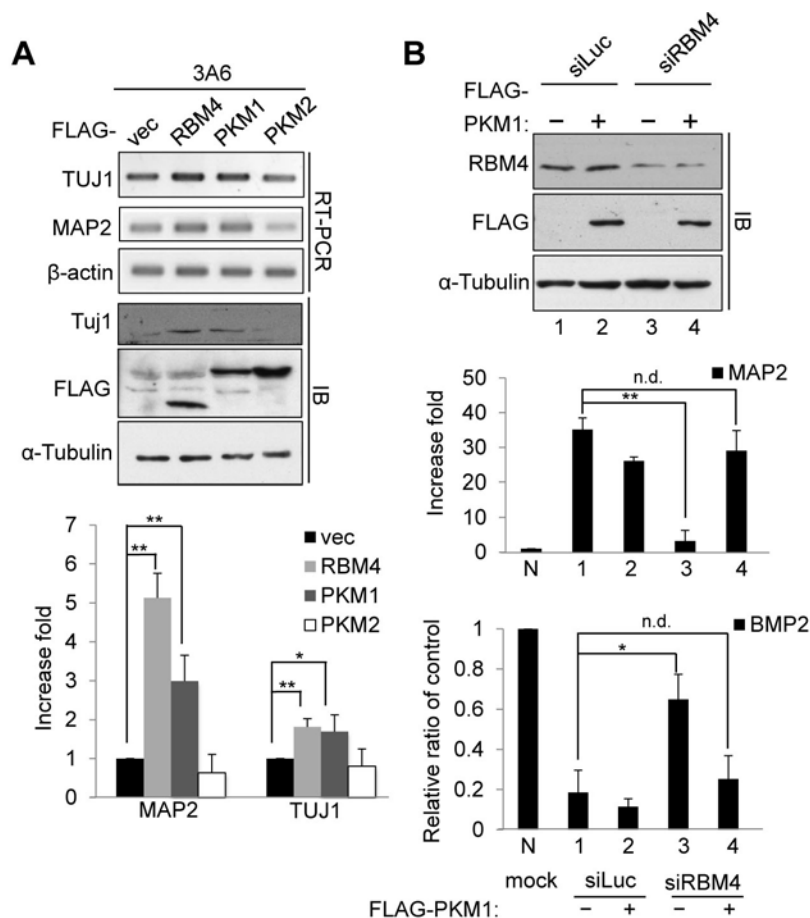 A
3A6
FLAG- vec RBM4 PKM1 PKM2
TUJ1
MAP2
β-actin
RT-PCR
Tuj1
FLAG
α-Tubulin
IB
8
7
6
5
4
3
2
1
0
Increase fold
** ** ** *
vec
RBM4
PKM1
PKM2
MAP2 TUJ1
B
siLuc siRBM4
FLAG-
PKM1: – + – +
RBM4
FLAG
α-Tubulin
IB
1 2 3 4
n.d.
**
MAP2
50
40
30
20
10
0
Increase fold
N 1 2 3 4
n.d.
*
BMP2
1
0.8
0.6
0.4
0.2
0
Relative ratio of control
N 1 2 3 4
mock siLuc siRBM4
FLAG-PKM1: – + – +